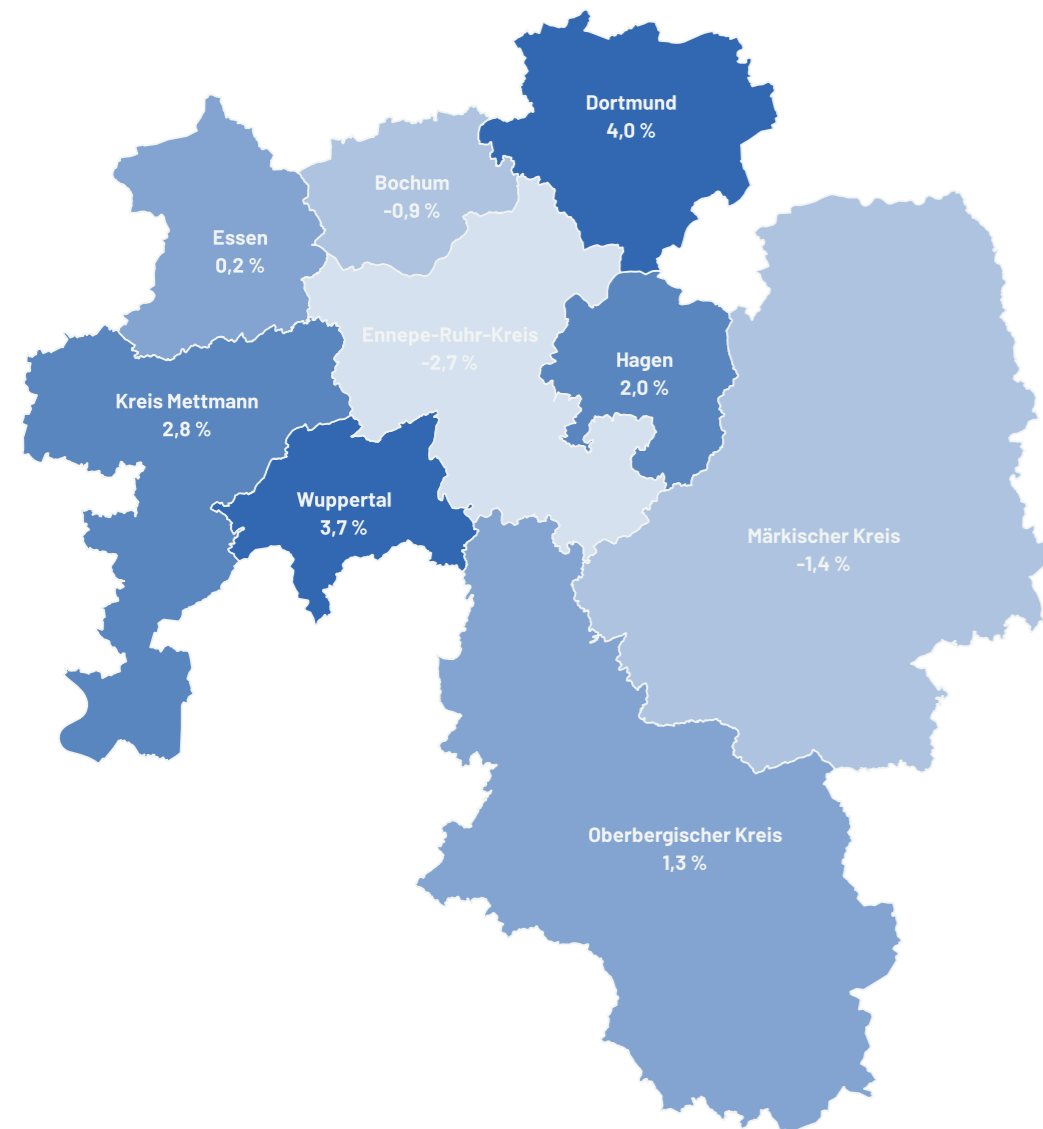 Dortmund
4,0 %
Bochum
-0,9 %
Essen
0,2 %
Ennepe-Ruhr-Kreis
-2,7 %
Hagen
2,0 %
Kreis Mettmann
2,8 %
Wuppertal
3,7 %
Märkischer Kreis
-1,4 %
Oberbergischer Kreis
1,3 %